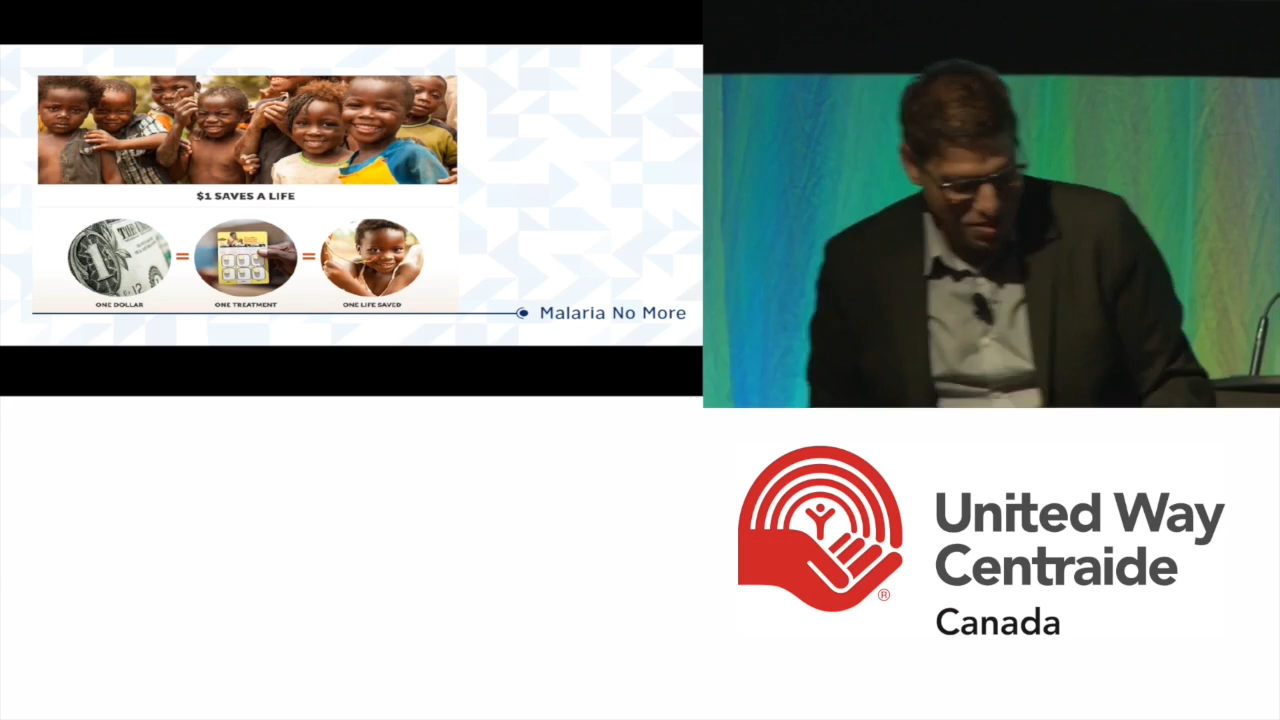 $1 SAVES A LIFE
ONE DOLLAR
ONE TREATMENT
ONE LIFE SAVED
Malaria No More
United Way
Centraide
®
Canada